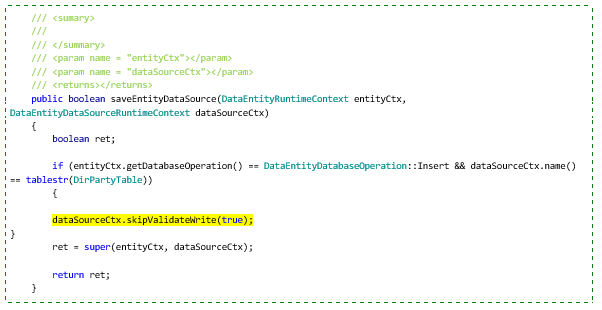 /// <sumary>
///
/// </summary>
/// <param name = "entityCtx"></param>
/// <param name = "dataSourceCtx"></param>
/// <returns></returns>
public boolean saveEntityDataSource(DataEntityRuntimeContext entityCtx,
DataEntityDataSourceRuntimeContext dataSourceCtx)
{
boolean ret;
if (entityCtx.getDatabaseOperation() == DataEntityDatabaseOperation::Insert && dataSourceCtx.name()
== tablestr(DirPartyTable))
{
dataSourceCtx.skipValidateWrite(true);
}
ret = super(entityCtx, dataSourceCtx);
return ret;
}